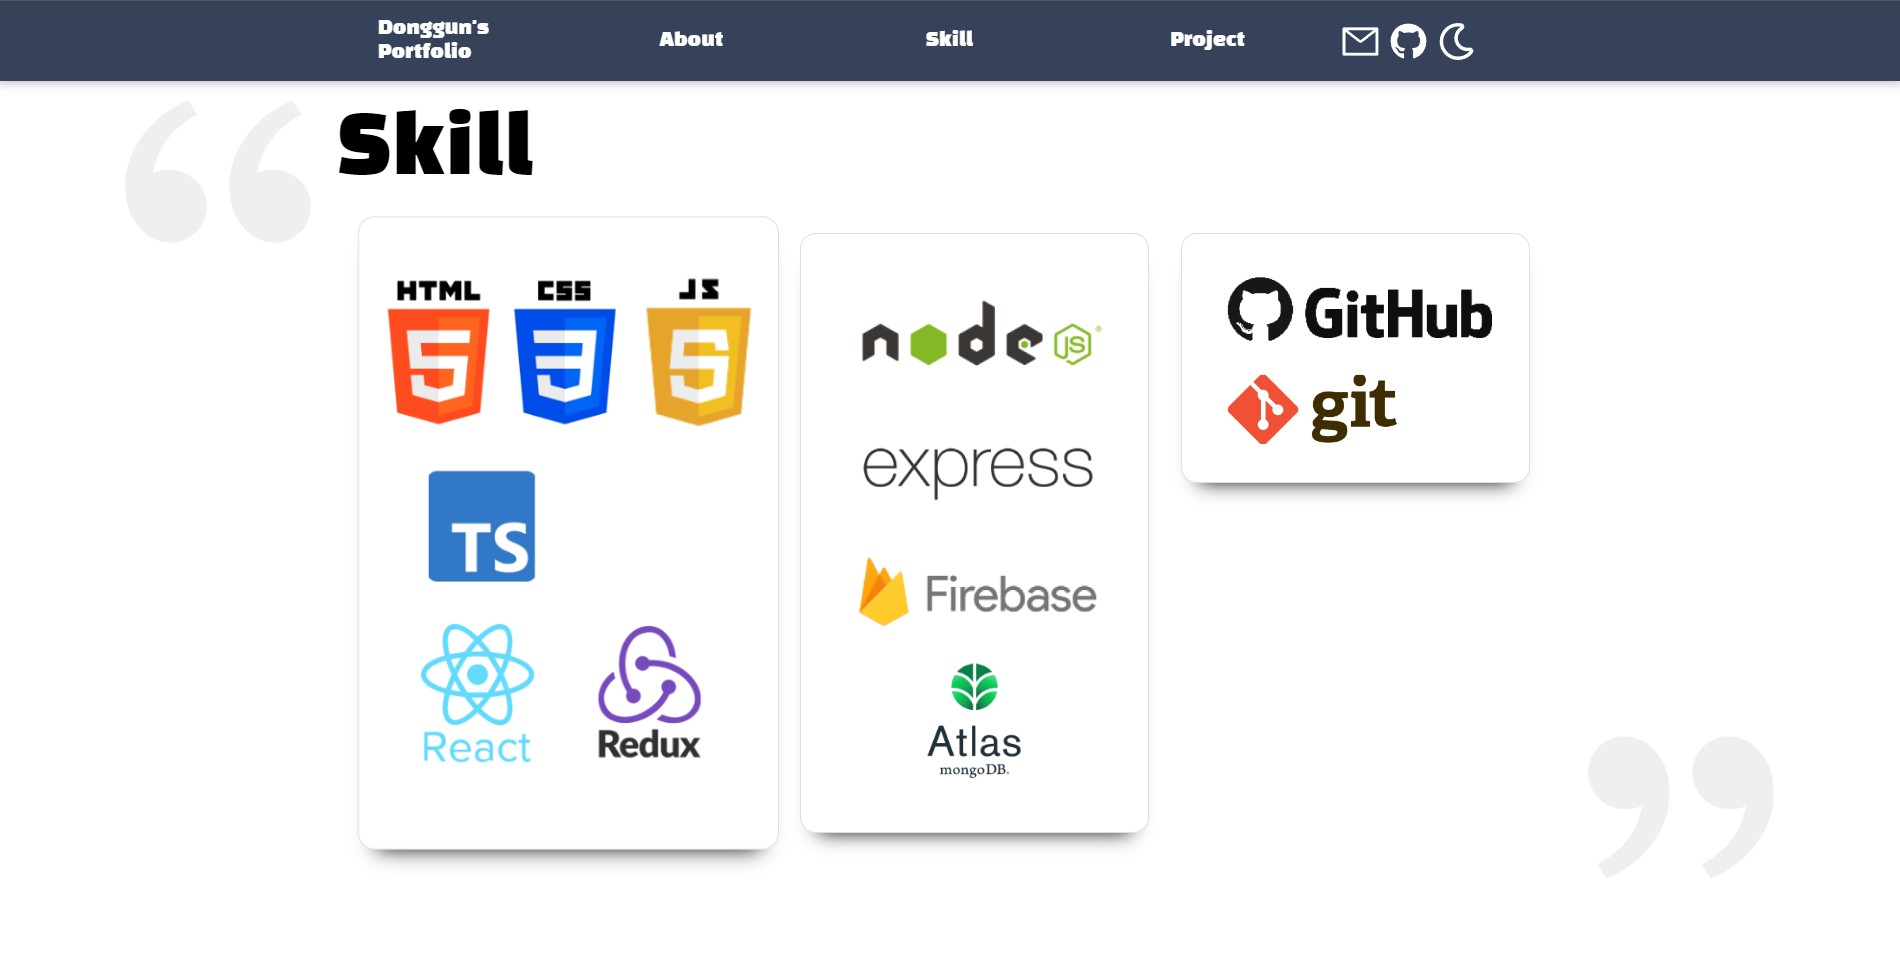 Donggun's
Portfolio
About
Skill
Project
Skill
HTML
CSS
JS
5
3
5
TS
React
Redux
node
JS
®
express
Firebase
Atlas
mongoDB.
GitHub
git